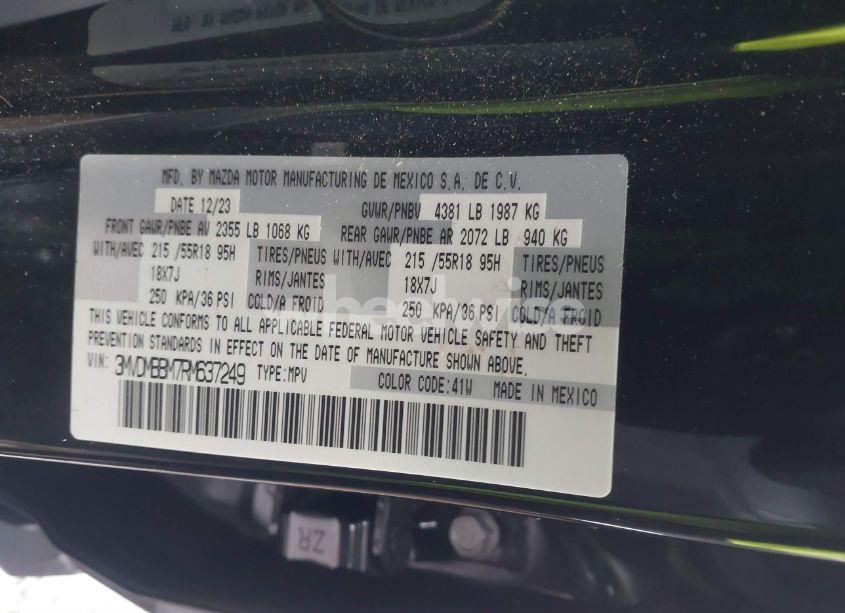 MFD. BY MAZDA MOTOR MANUFACTURING DE MEXICO S.A. DE C.V.
DATE 12/23 GVWR/PNBV 4381 LB 1987 KG
FRONT GAWR/PNBE AV 2355 LB 1068 KG REAR GAWR/PNBE AR 2072 LB 940 KG
WITH/AVEC 215 /55R18 95H TIRES/PNEUS WITH/AVEC 215 /55R18 95H TIRES/PNEUS
18X7J RIMS/JANTES 18X7J RIMS/JANTES
250 KPA/36 PSI COLD/A FROID 250 KPA/36 PSI COLD/A FROID
THIS VEHICLE CONFORMS TO ALL APPLICABLE FEDERAL MOTOR VEHICLE SAFETY AND THEFT
PREVENTION STANDARDS IN EFFECT ON THE DATE OF MANUFACTURE SHOWN ABOVE.
VIN: 3MVDMBBM7RM637249 TYPE:MPV COLOR CODE:41W MADE IN MEXICO
ZR